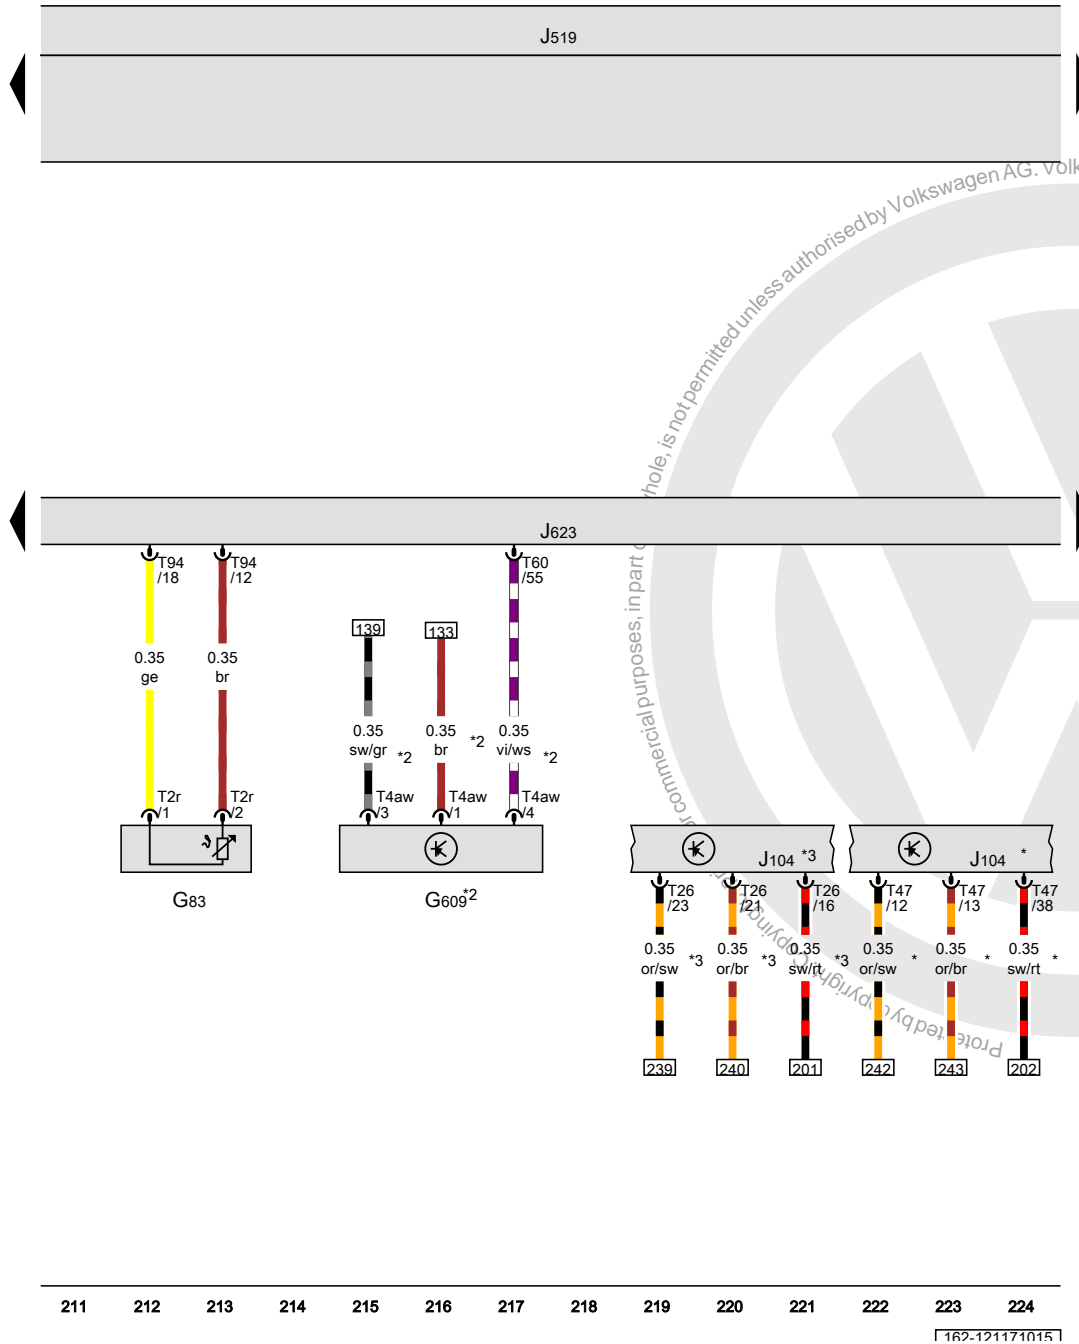 J519
Protected by copyright. Copying for private or commercial purposes, in part or in whole, is not permitted unless authorised by Volkswagen AG. Volk
J623
T94
/18
T94
/12
T60
/55
139
133
0.35
ge
0.35
br
0.35
sw/gr
*2
0.35
br
*2
0.35
vi/ws
*2
T2r
/1
T2r
/2
T4aw
/3
T4aw
/1
T4aw
/4
G83
G609*2
J104 *3
J104 *
T26
/23
T26
/21
T26
/16
T47
/12
T47
/13
T47
/38
0.35
or/sw
*3
0.35
or/br
*3
0.35
sw/rt
*3
0.35
or/sw
*
0.35
or/br
*
0.35
sw/rt
*
239
240
201
242
243
202
211 212 213 214 215 216 217 218 219 220 221 222 223 224
162-121171015